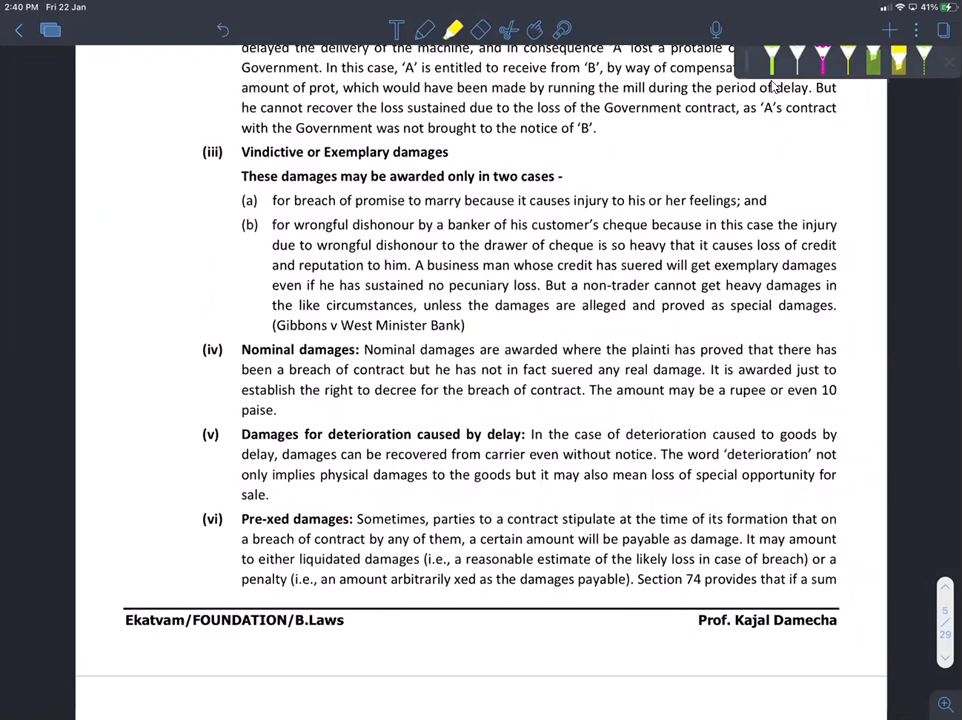 2:40 PM Fri 22 Jan
41%
delayed the delivery of the machine, and in consequence 'A' lost a protable c
Government. In this case, 'A' is entitled to receive from 'B', by way of compensa
amount of prot, which would have been made by running the mill during the period of delay. But
he cannot recover the loss sustained due to the loss of the Government contract, as 'A's contract
with the Government was not brought to the notice of 'B'.
(iii) Vindictive or Exemplary damages
These damages may be awarded only in two cases -
(a) for breach of promise to marry because it causes injury to his or her feelings; and
(b) for wrongful dishonour by a banker of his customer's cheque because in this case the injury
due to wrongful dishonour to the drawer of cheque is so heavy that it causes loss of credit
and reputation to him. A business man whose credit has suered will get exemplary damages
even if he has sustained no pecuniary loss. But a non-trader cannot get heavy damages in
the like circumstances, unless the damages are alleged and proved as special damages.
(Gibbons v West Minister Bank)
(iv) Nominal damages: Nominal damages are awarded where the plainti has proved that there has
been a breach of contract but he has not in fact suered any real damage. It is awarded just to
establish the right to decree for the breach of contract. The amount may be a rupee or even 10
paise.
(v) Damages for deterioration caused by delay: In the case of deterioration caused to goods by
delay, damages can be recovered from carrier even without notice. The word 'deterioration' not
only implies physical damages to the goods but it may also mean loss of special opportunity for
sale.
(vi) Pre-xed damages: Sometimes, parties to a contract stipulate at the time of its formation that on
a breach of contract by any of them, a certain amount will be payable as damage. It may amount
to either liquidated damages (i.e., a reasonable estimate of the likely loss in case of breach) or a
penalty (i.e., an amount arbitrarily xed as the damages payable). Section 74 provides that if a sum
Ekatvam/FOUNDATION/B.Laws Prof. Kajal Damecha
5
/
29